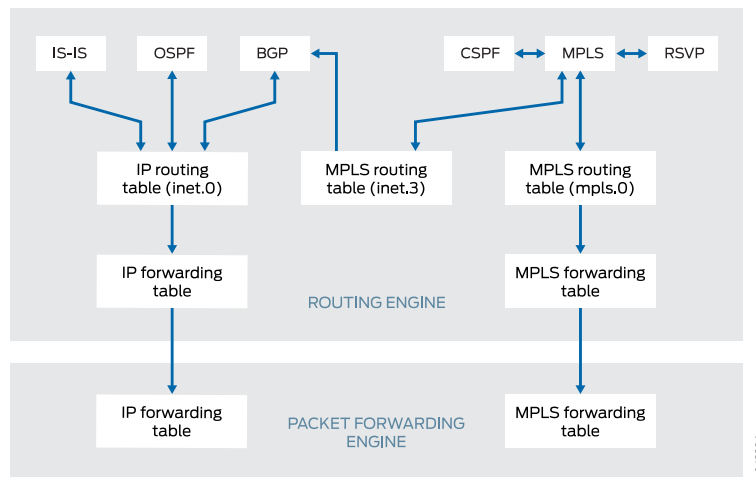 IS-IS
OSPF
BGP
CSPF
MPLS
RSVP
IP routing
table (inet.0)
MPLS routing
table (inet.3)
MPLS routing
table (mpls.0)
IP forwarding
table
MPLS forwarding
table
ROUTING ENGINE
IP forwarding
table
MPLS forwarding
table
PACKET FORWARDING
ENGINE